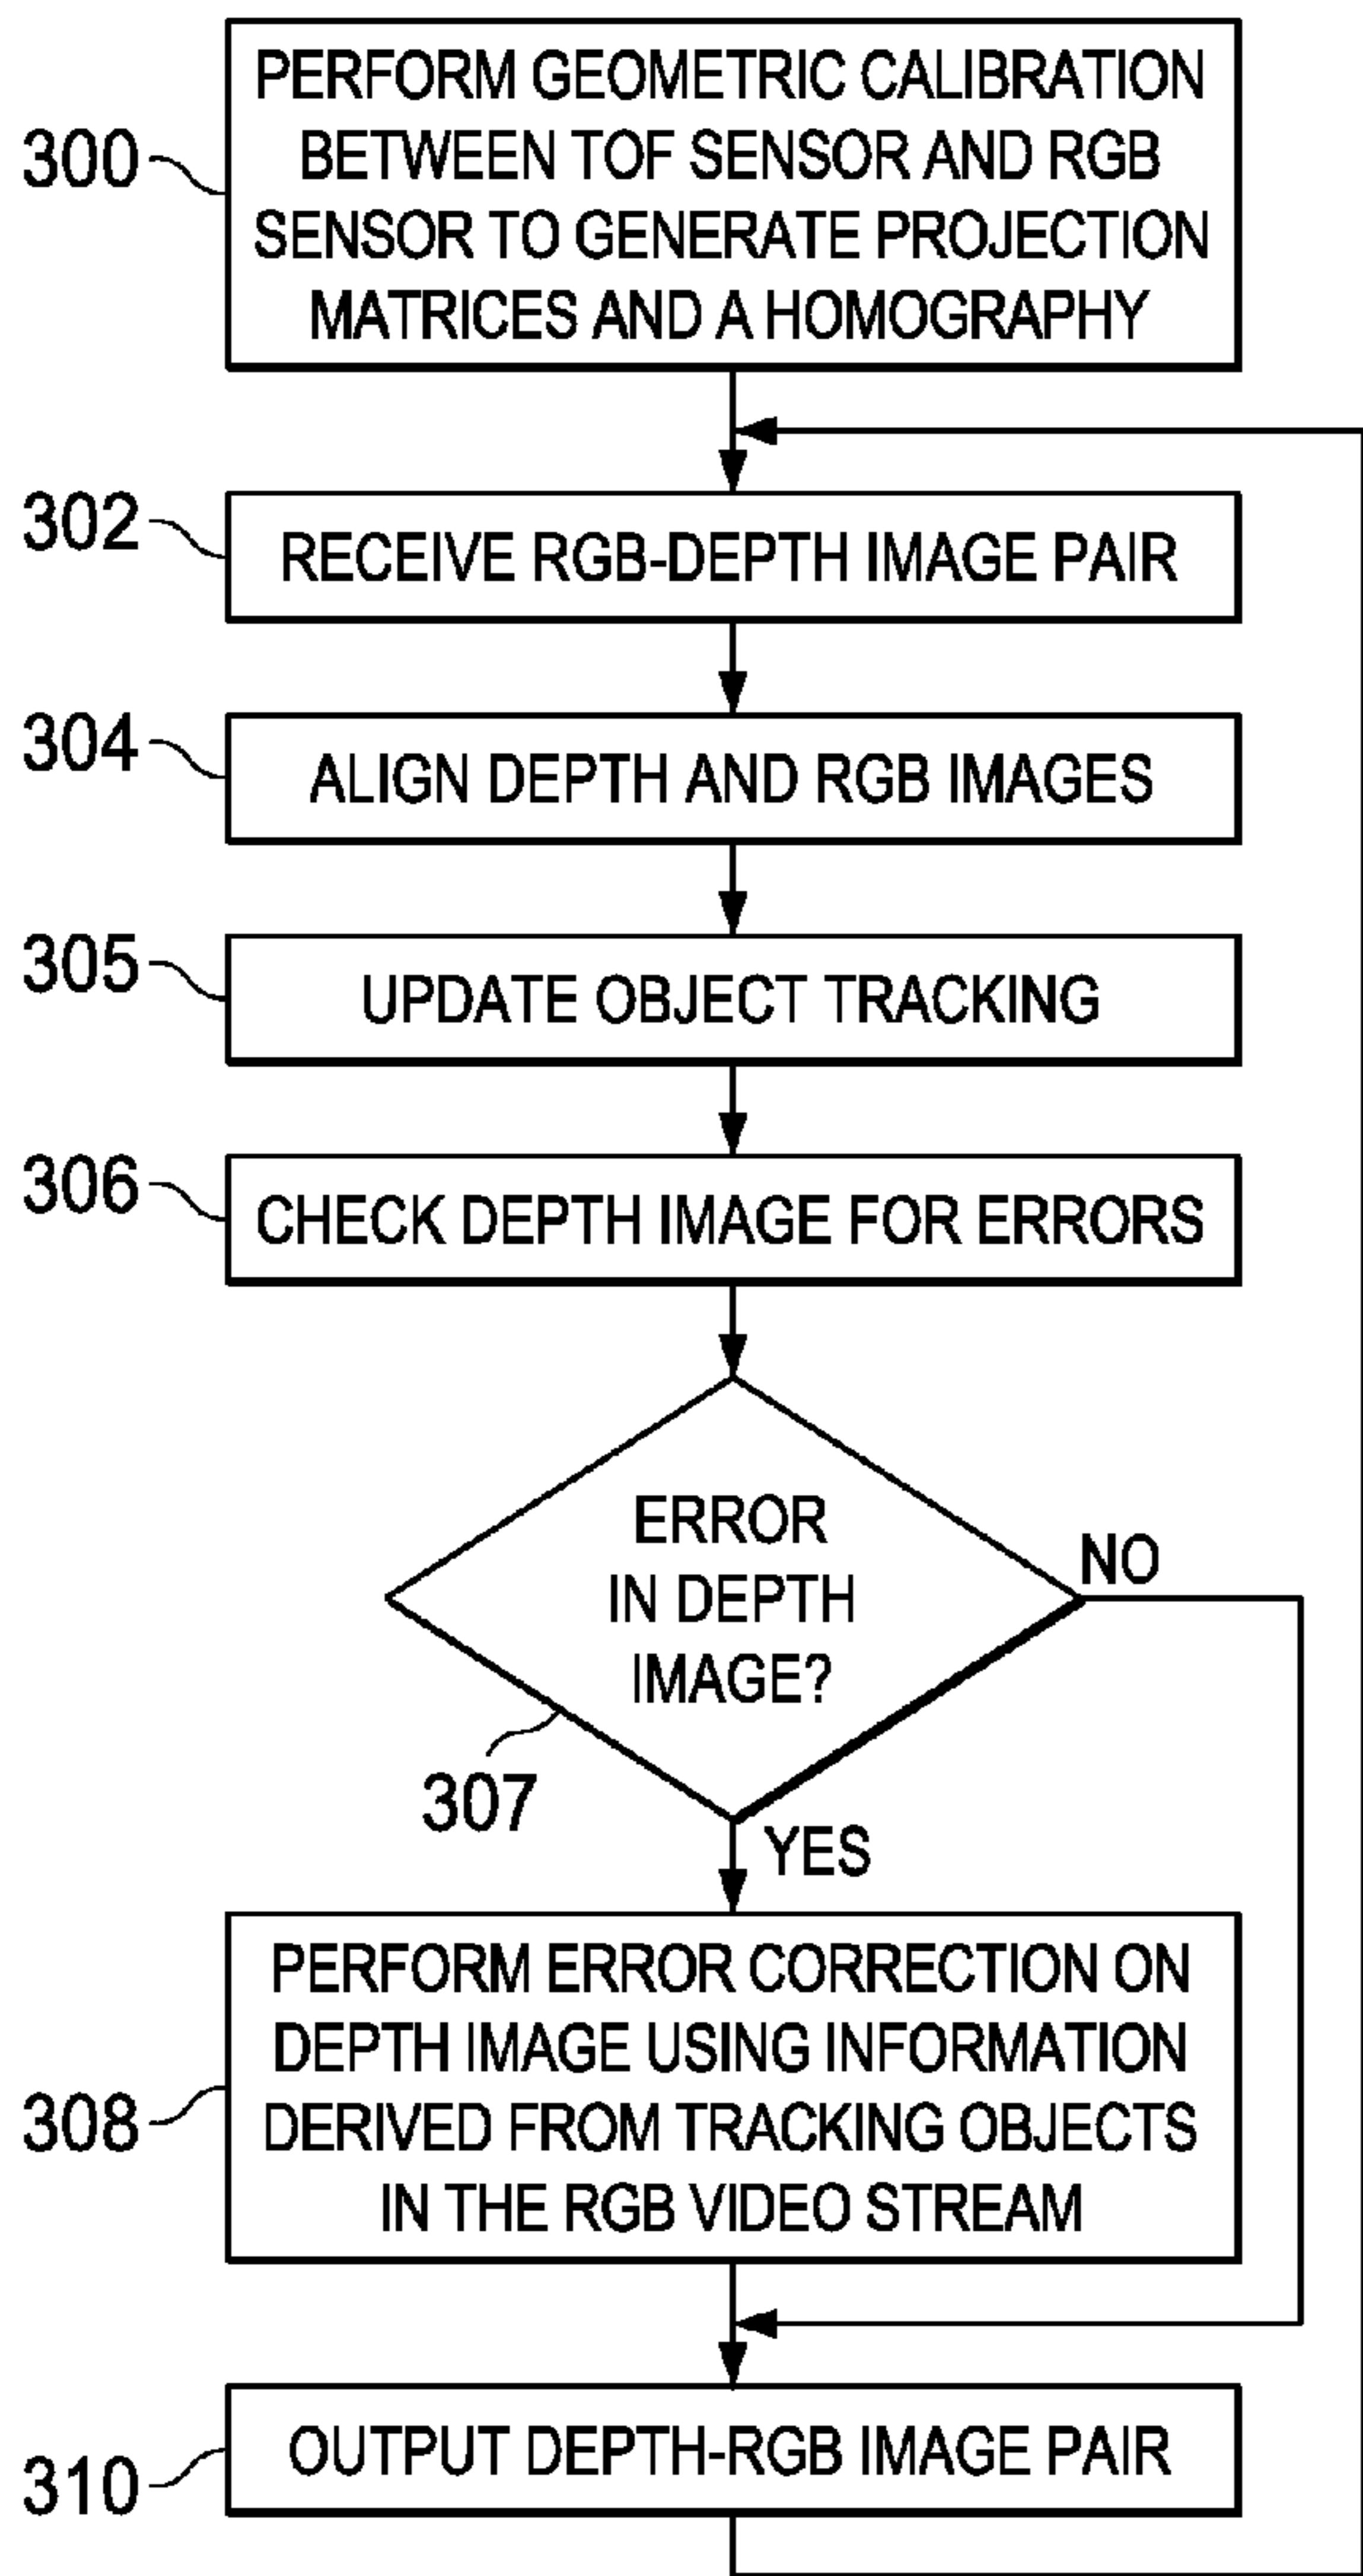 300
PERFORM GEOMETRIC CALIBRATION
BETWEEN TOF SENSOR AND RGB
SENSOR TO GENERATE PROJECTION
MATRICES AND A HOMOGRAPHY
302
RECEIVE RGB-DEPTH IMAGE PAIR
304
ALIGN DEPTH AND RGB IMAGES
305
UPDATE OBJECT TRACKING
306
CHECK DEPTH IMAGE FOR ERRORS
ERROR
IN DEPTH
IMAGE?
NO
307
YES
308
PERFORM ERROR CORRECTION ON
DEPTH IMAGE USING INFORMATION
DERIVED FROM TRACKING OBJECTS
IN THE RGB VIDEO STREAM
310
OUTPUT DEPTH-RGB IMAGE PAIR